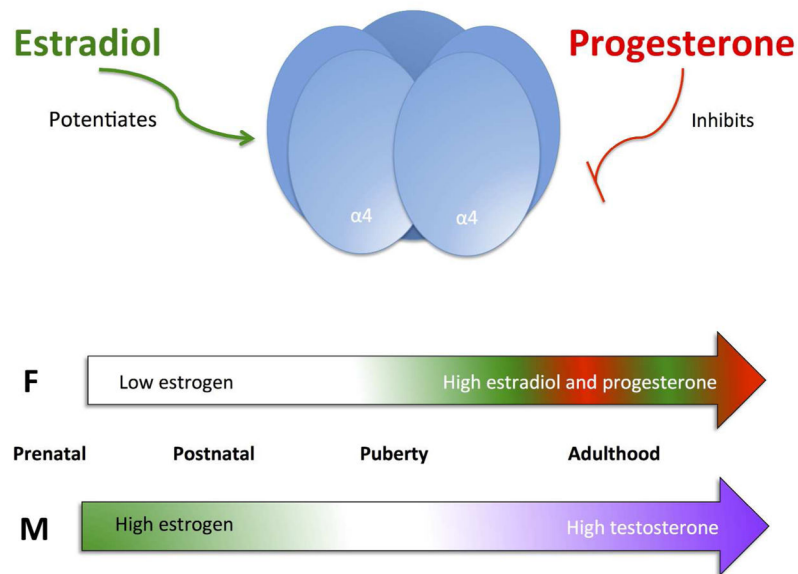 Estradiol
Progesterone
Potentiates
Inhibits
α4
α4
F
Low estrogen
High estradiol and progesterone
Prenatal
Postnatal
Puberty
Adulthood
M
High estrogen
High testosterone